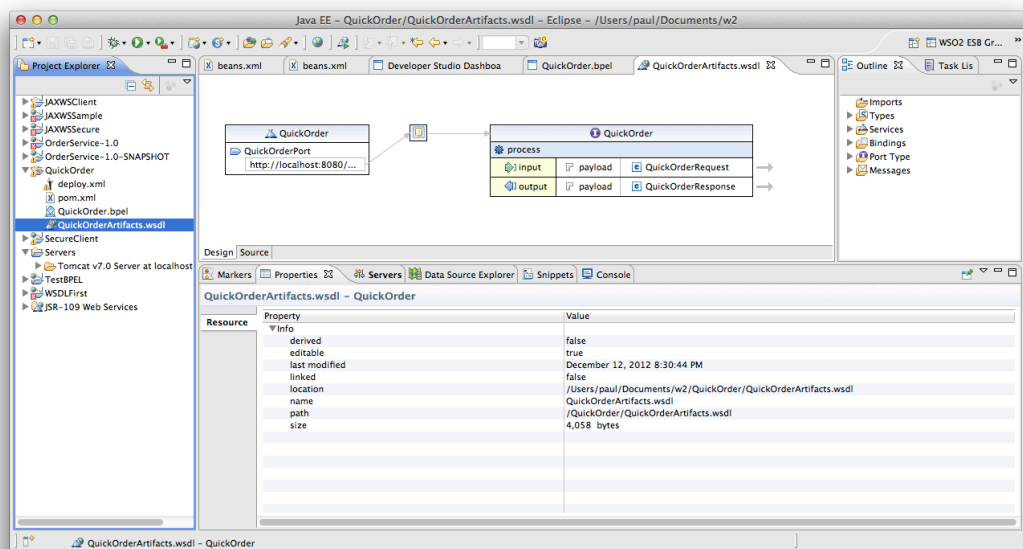 Java EE – QuickOrder/QuickOrderArtifacts.wsdl – Eclipse – /Users/paul/Documents/w2
WSO2 ESB Gr... »
Project Explorer
JAXWSClient
JAXWSSample
JAXWSSecure
OrderService-1.0
OrderService-1.0-SNAPSHOT
QuickOrder
deploy.xml
pom.xml
QuickOrder.bpel
QuickOrderArtifacts.wsdl
SecureClient
Servers
Tomcat v7.0 Server at localhost
TestBPEL
WSDLFirst
JSR-109 Web Services
beans.xml
beans.xml
Developer Studio Dashboa
QuickOrder.bpel
QuickOrderArtifacts.wsdl
QuickOrder
QuickOrderPort
http://localhost:8080/...
QuickOrder
process
input payload QuickOrderRequest
output payload QuickOrderResponse
Design Source
Outline Task Lis
Imports
Types
Services
Bindings
Port Type
Messages
Markers Properties Servers Data Source Explorer Snippets Console
QuickOrderArtifacts.wsdl – QuickOrder
Resource
Property Value
Info
derived false
editable true
last modified December 12, 2012 8:30:44 PM
linked false
location /Users/paul/Documents/w2/QuickOrder/QuickOrderArtifacts.wsdl
name QuickOrderArtifacts.wsdl
path /QuickOrder/QuickOrderArtifacts.wsdl
size 4,058 bytes
QuickOrderArtifacts.wsdl – QuickOrder